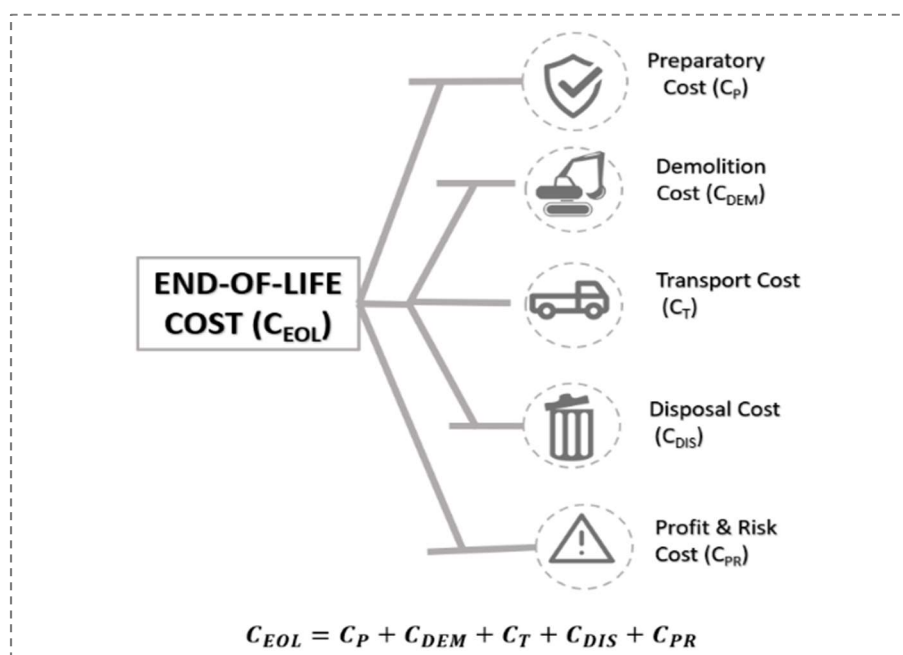 Preparatory
Cost (C_P)
Demolition
Cost (C_DEM)
END-OF-LIFE
COST (C_EOL)
Transport Cost
(C_T)
Disposal Cost
(C_DIS)
Profit & Risk
Cost (C_PR)
C_EOL = C_P + C_DEM + C_T + C_DIS + C_PR